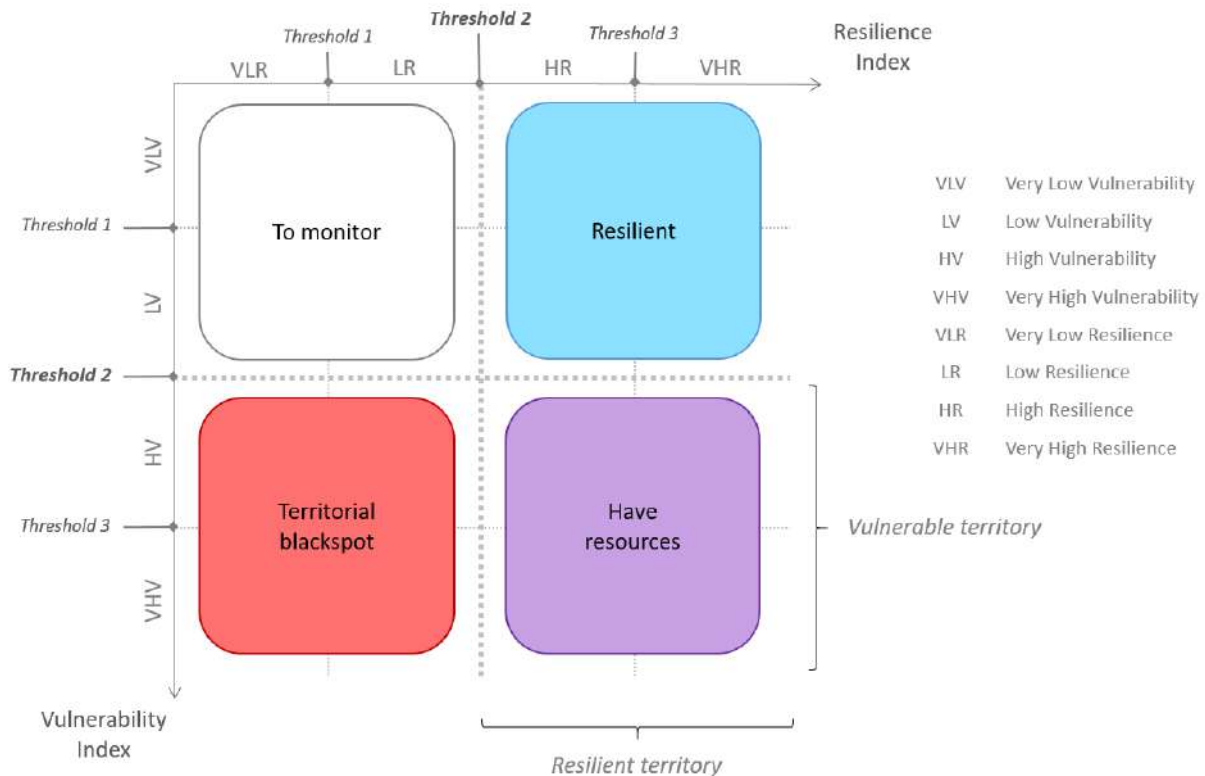 Threshold 2
Threshold 1
Threshold 3
Resilience
Index
VLR
LR
HR
VHR
VLV
Threshold 1
LV
Threshold 2
HV
Threshold 3
VHV
Vulnerability
Index
To monitor
Resilient
Territorial
blackspot
Have
resources
Vulnerable territory
Resilient territory
VLV Very Low Vulnerability
LV Low Vulnerability
HV High Vulnerability
VHV Very High Vulnerability
VLR Very Low Resilience
LR Low Resilience
HR High Resilience
VHR Very High Resilience